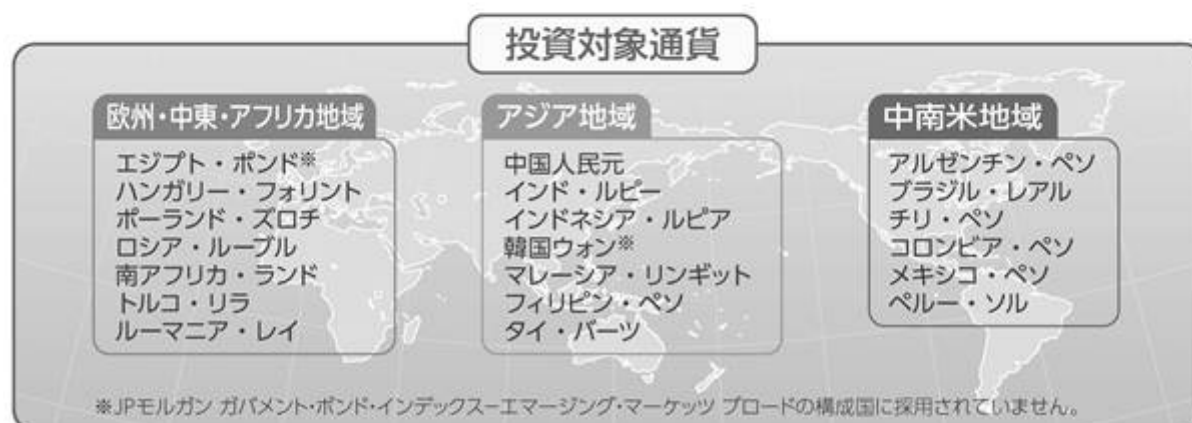 投資対象通貨
欧州・中東・アフリカ地域
エジプト・ポンド※
ハンガリー・フォリント
ポーランド・ズロチ
ロシア・ルーブル
南アフリカ・ランド
トルコ・リラ
ルーマニア・レイ
アジア地域
中国人民元
インド・ルピー
インドネシア・ルピア
韓国ウォン※
マレーシア・リンギット
フィリピン・ペソ
タイ・バーツ
中南米地域
アルゼンチン・ペソ
ブラジル・レアル
チリ・ペソ
コロンビア・ペソ
メキシコ・ペソ
ペルー・ソル
※JPモルガン ガバメント・ボンド・インデックスーエマージング・マーケッツ ブロードの構成国に採用されていません。